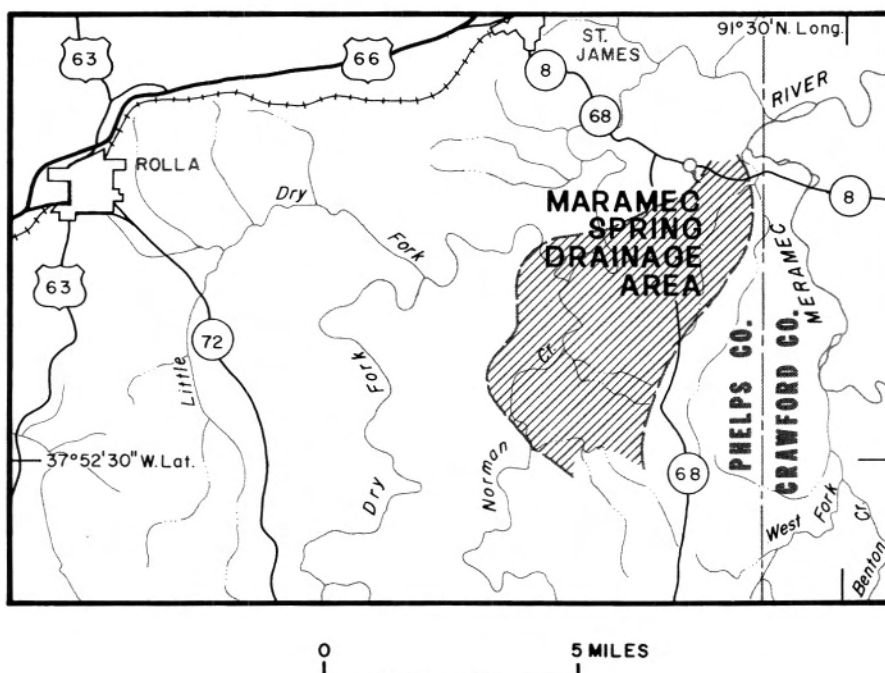 91°30' N. Long.
63
66
ST.
JAMES
8
68
RIVER
ROLLA
Dry
Fork
MARAMEC
SPRING
DRAINAGE
AREA
8
63
72
Little
Fork
Cr.
MERAMEC
PHELPS CO.
CRAWFORD CO.
37°52'30" W. Lat.
Dry
Norman
68
West Fork
Benton
Cr.
0
5 MILES